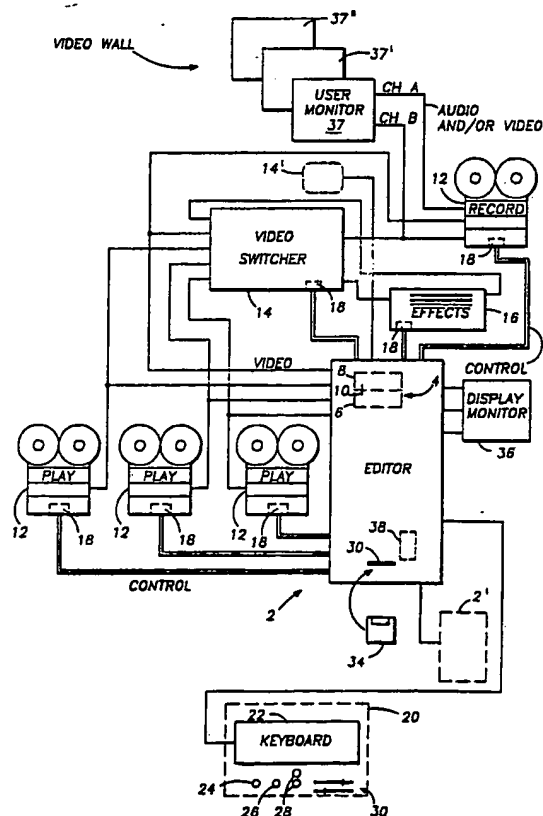 37"
VIDEO WALL
37'
USER
MONITOR
37
CH A
CH B
AUDIO
AND/OR VIDEO
14'
12
RECORD
18
VIDEO
SWITCHER
18
14
EFFECTS
16
18
CONTROL
VIDEO
8
10
6
4
DISPLAY
MONITOR
36
EDITOR
PLAY
PLAY
PLAY
12
18
12
18
12
18
38
30
CONTROL
2
2'
34
20
22
KEYBOARD
24
26
28
30